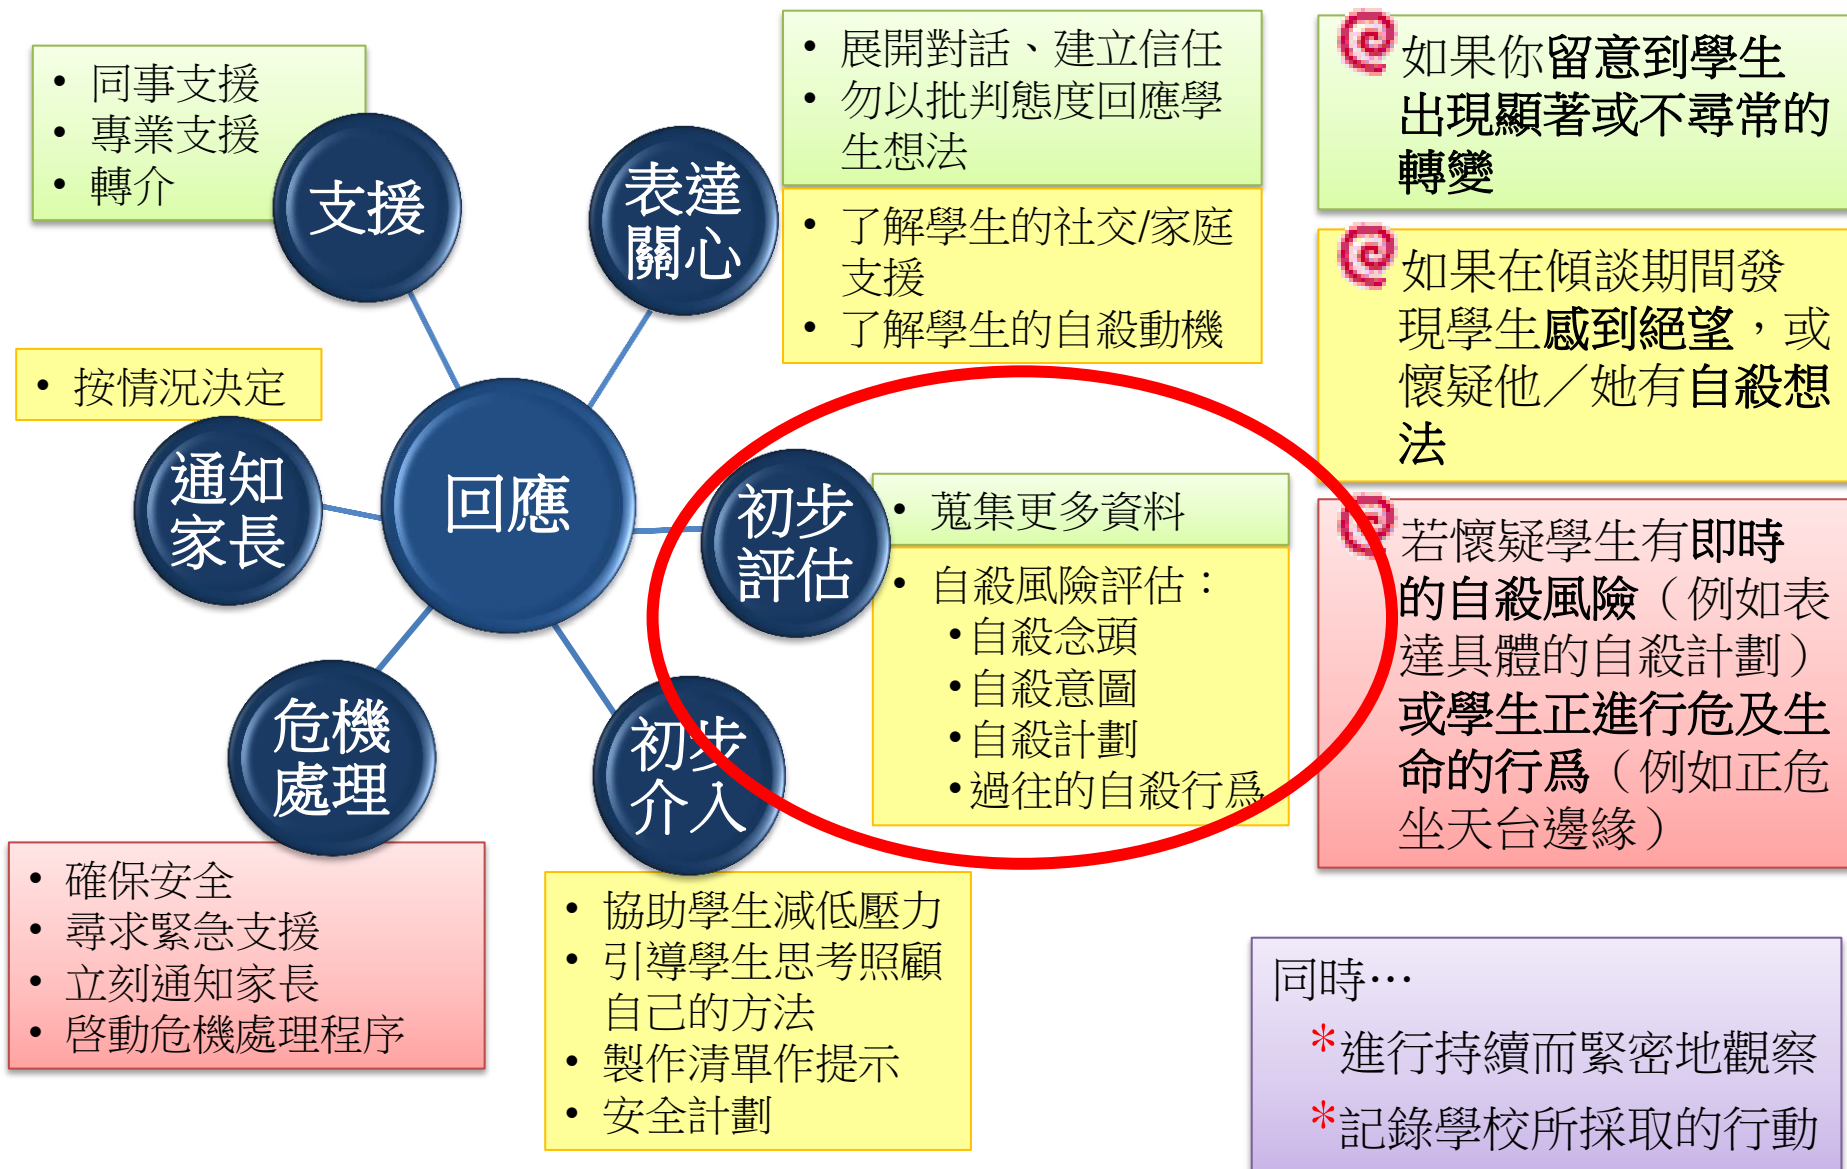 同事支援
專業支援
轉介
支援
表達
關心
展開對話、建立信任
勿以批判態度回應學
生想法
了解學生的社交/家庭
支援
了解學生的自殺動機
按情況決定
通知
家長
回應
初步
評估
蒐集更多資料
自殺風險評估：
自殺念頭
自殺意圖
自殺計劃
過往的自殺行爲
危機
處理
確保安全
尋求緊急支援
立刻通知家長
啓動危機處理程序
初步
介入
協助學生減低壓力
引導學生思考照顧
自己的方法
製作清單作提示
安全計劃
如果你留意到學生
出現顯著或不尋常的
轉變
如果在傾談期間發
現學生感到絕望，或
懷疑他／她有自殺想
法
若懷疑學生有即時
的自殺風險（例如表
達具體的自殺計劃）
或學生正進行危及生
命的行爲（例如正危
坐天台邊緣）
同時…
*進行持續而緊密地觀察
*記錄學校所採取的行動